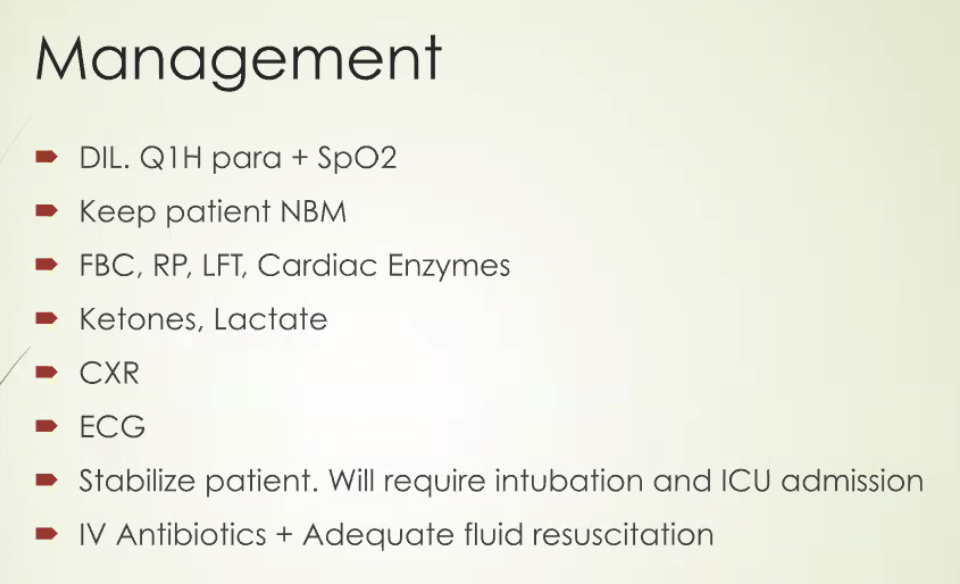 Management
DIL. Q1H para + SpO2
Keep patient NBM
FBC, RP, LFT, Cardiac Enzymes
Ketones, Lactate
CXR
ECG
Stabilize patient. Will require intubation and ICU admission
IV Antibiotics + Adequate fluid resuscitation